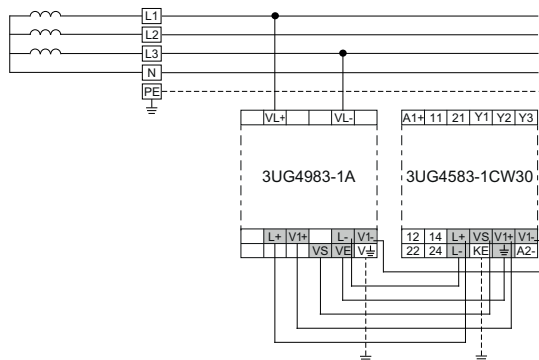 L1
L2
L3
N
PE
VL+ VL-
A1+ 11 21 Y1 Y2 Y3
3UG4983-1A
3UG4583-1CW30
L+ V1+ L- V1-
VS VE V⏚
12 14 L+ VS V1+ V1-
22 24 L- KE ⏚ A2-